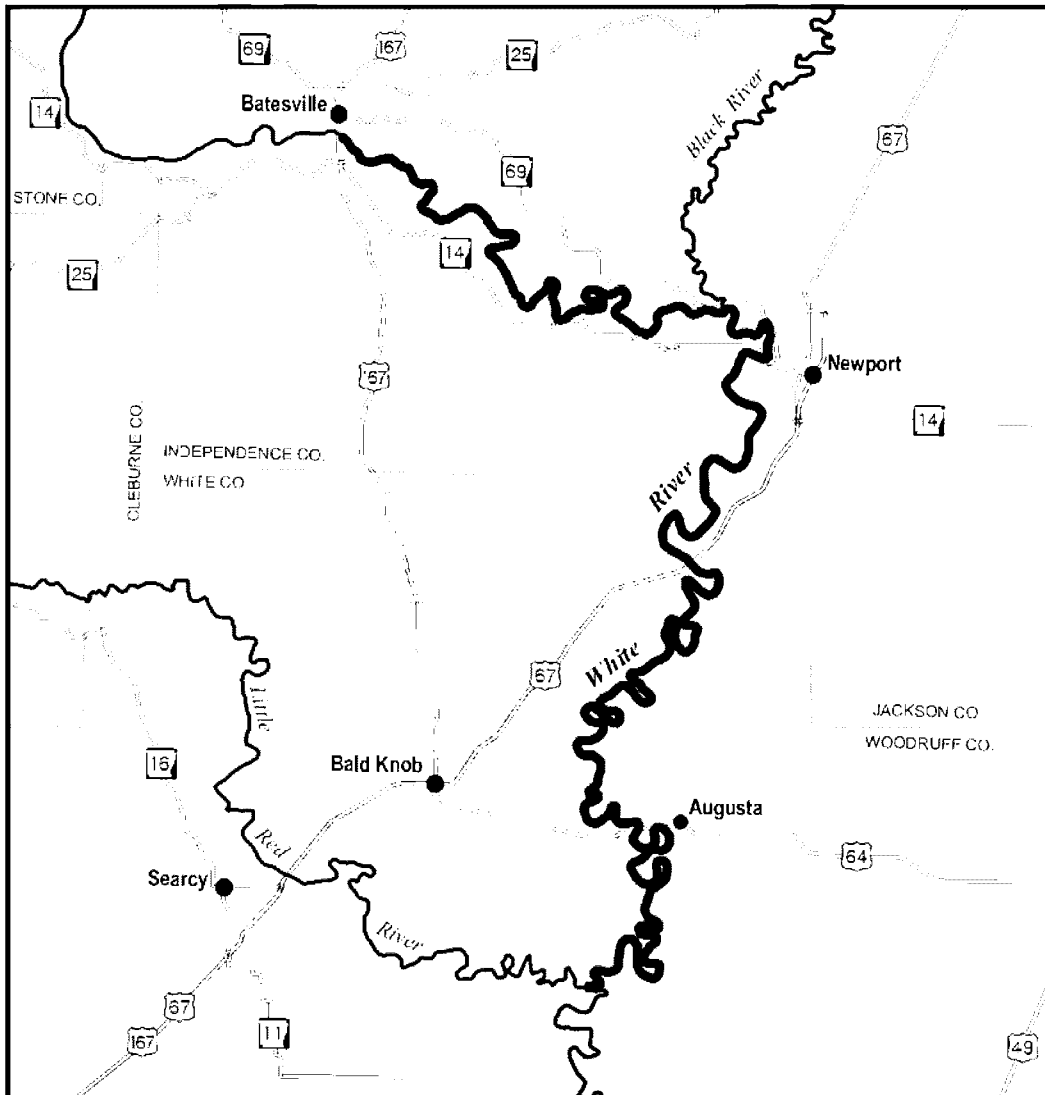 69
167
25
Batesville
14
Black River
67
69
STONE CO.
14
25
167
Newport
14
CLEBURNE CO.
INDEPENDENCE CO.
WHITE CO
River
White
67
Little
JACKSON CO
WOODRUFF CO.
16
Bald Knob
Augusta
Red
64
Searcy
River
67
167
11
49